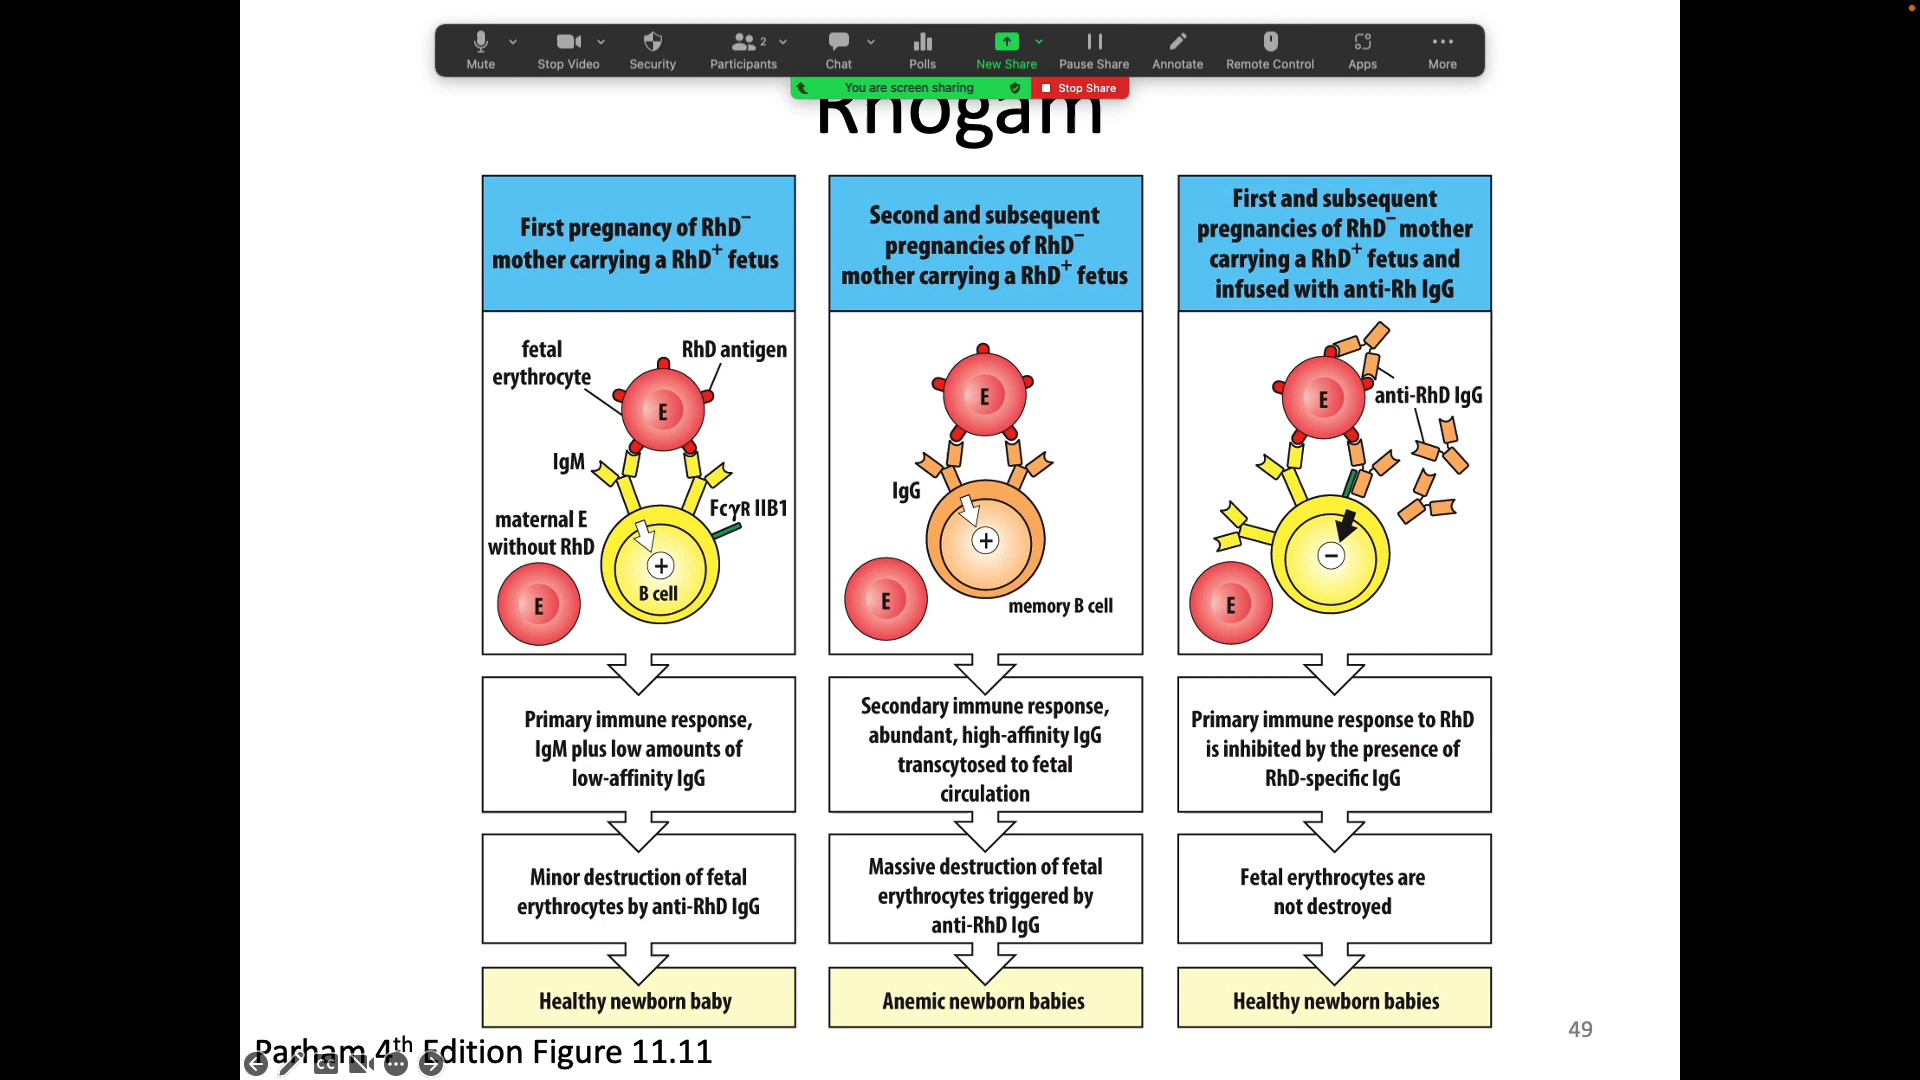 Mute
Stop Video
Security
2
Participants
Chat
Polls
New Share
Pause Share
Annotate
Remote Control
Apps
More
You are screen sharing
Stop Share
Rhogam
First pregnancy of RhD⁻
mother carrying a RhD⁺ fetus
fetal
erythrocyte
RhD antigen
E
IgM
FcγR IIB1
maternal E
without RhD
+
B cell
E
Primary immune response,
IgM plus low amounts of
low-affinity IgG
Minor destruction of fetal
erythrocytes by anti-RhD IgG
Healthy newborn baby
Second and subsequent
pregnancies of RhD⁻
mother carrying a RhD⁺ fetus
E
IgG
+
E
memory B cell
Secondary immune response,
abundant, high-affinity IgG
transcytosed to fetal
circulation
Massive destruction of fetal
erythrocytes triggered by
anti-RhD IgG
Anemic newborn babies
First and subsequent
pregnancies of RhD⁻ mother
carrying a RhD⁺ fetus and
infused with anti-Rh IgG
E
anti-RhD IgG
−
E
Primary immune response to RhD
is inhibited by the presence of
RhD-specific IgG
Fetal erythrocytes are
not destroyed
Healthy newborn babies
49
Parham 4th Edition Figure 11.11
CC